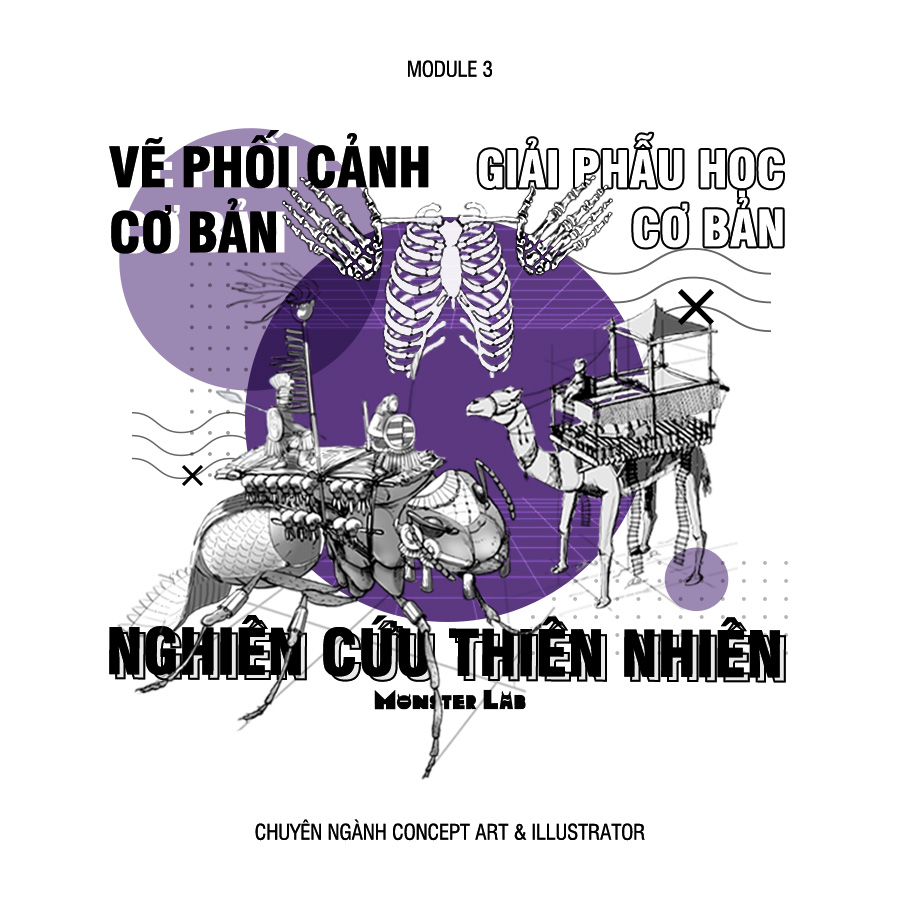 MODULE 3
VẼ PHỐI CẢNH
CƠ BẢN
GIẢI PHẪU HỌC
CƠ BẢN
NGHIÊN CỨU THIÊN NHIÊN
MONSTER LAB
CHUYÊN NGÀNH CONCEPT ART & ILLUSTRATOR